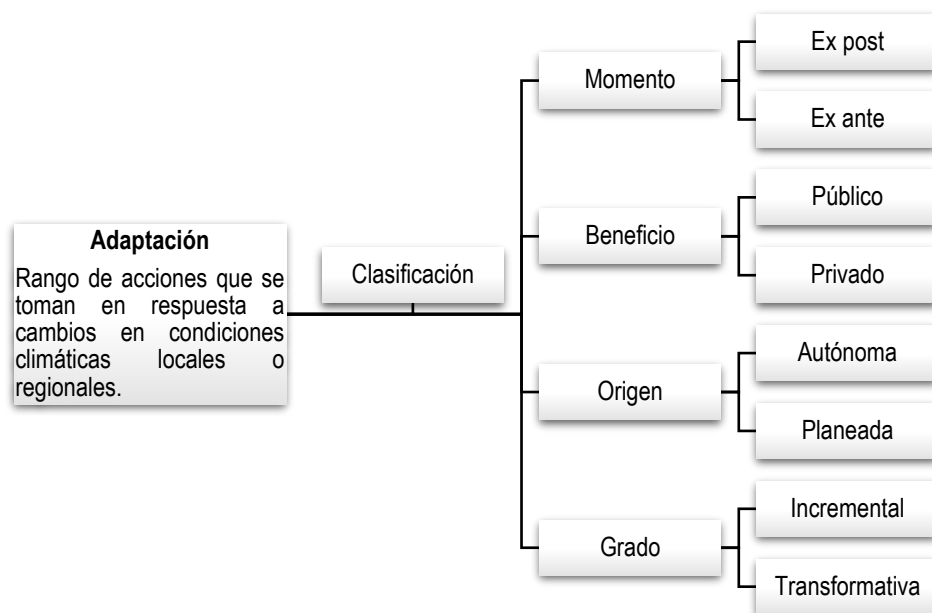 Adaptación
Rango de acciones que se
toman en respuesta a
cambios en condiciones
climáticas locales o
regionales.
Clasificación
Momento
Ex post
Ex ante
Beneficio
Público
Privado
Origen
Autónoma
Planeada
Grado
Incremental
Transformativa